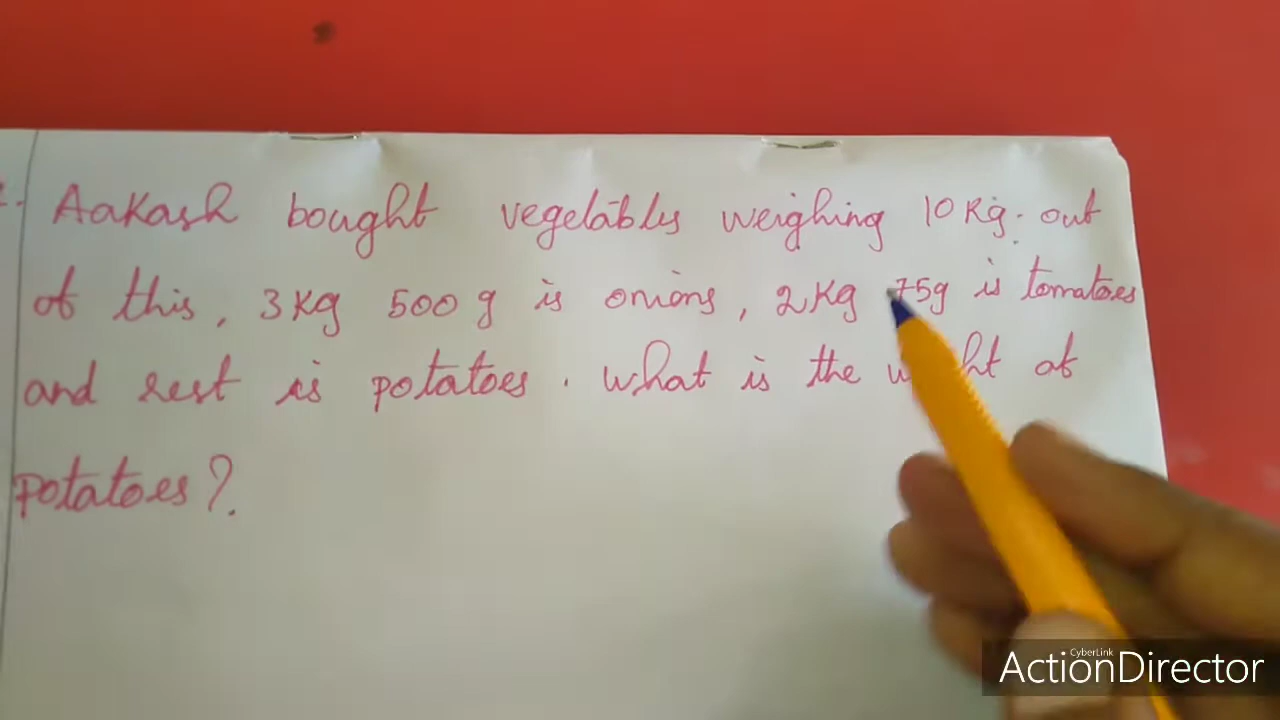 Aakash bought vegetables weighing 10 Kg. out
of this, 3 Kg 500 g is onions, 2 Kg 75g is tomatoes
and rest is potatoes. What is the of
potatoes?
CyberLink
ActionDirector